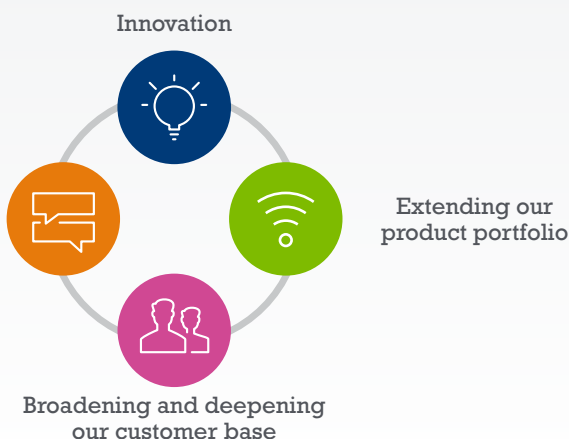 Innovation
Extending our
product portfolio
Broadening and deepening
our customer base